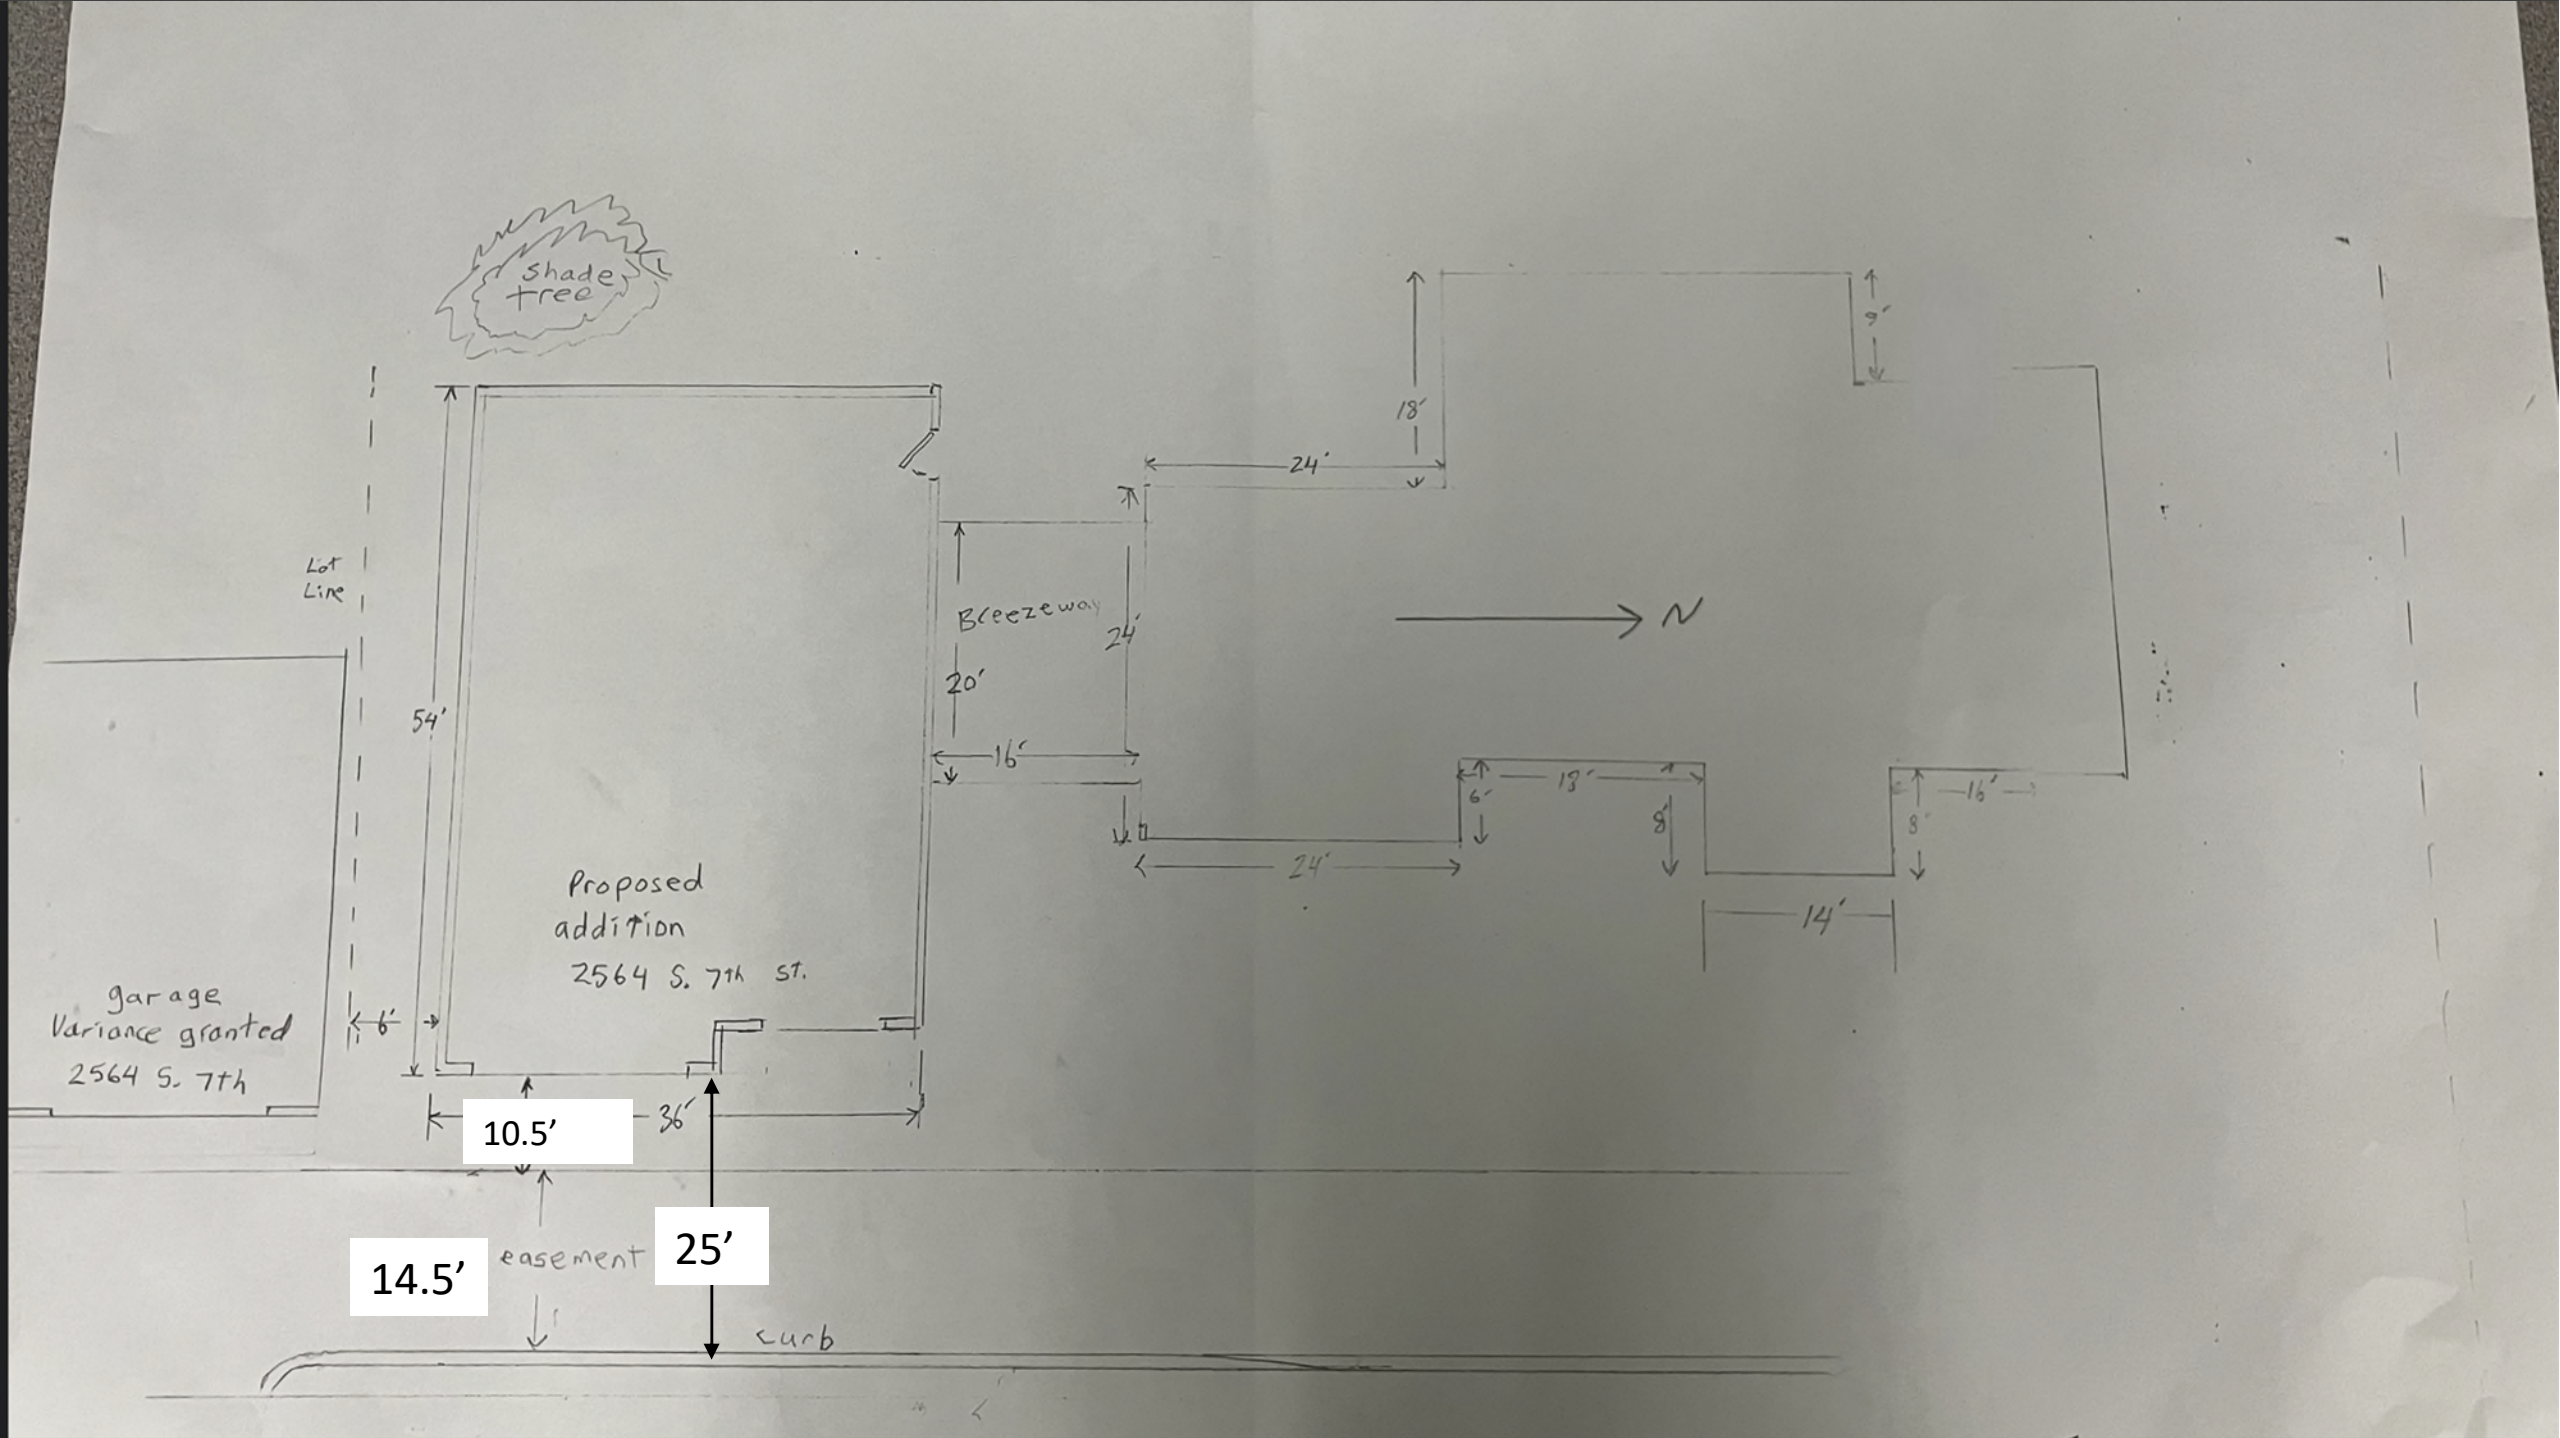 shade
tree
9'
18'
24'
Lot
Line
Breezeway
24'
N
54'
20'
16'
13'
6'
8'
16'
8'
24'
Proposed
addition
2564 S. 7th St.
14'
garage
Variance granted
2564 S. 7th
6'
36'
10.5’
easement
25’
14.5’
curb